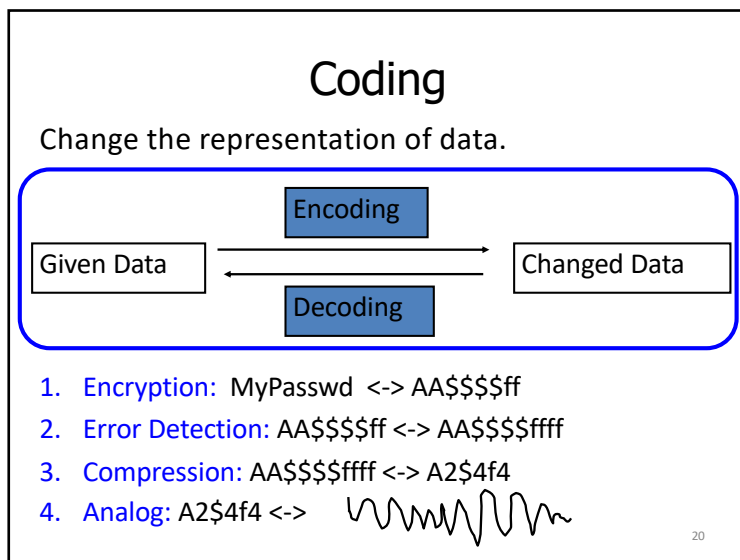 Coding
Change the representation of data.
Encoding
Given Data
Changed Data
Decoding
1. Encryption: MyPasswd <-> AA$$$$ff
2. Error Detection: AA$$$$ff <-> AA$$$$ffff
3. Compression: AA$$$$ffff <-> A2$4f4
4. Analog: A2$4f4 <->
20